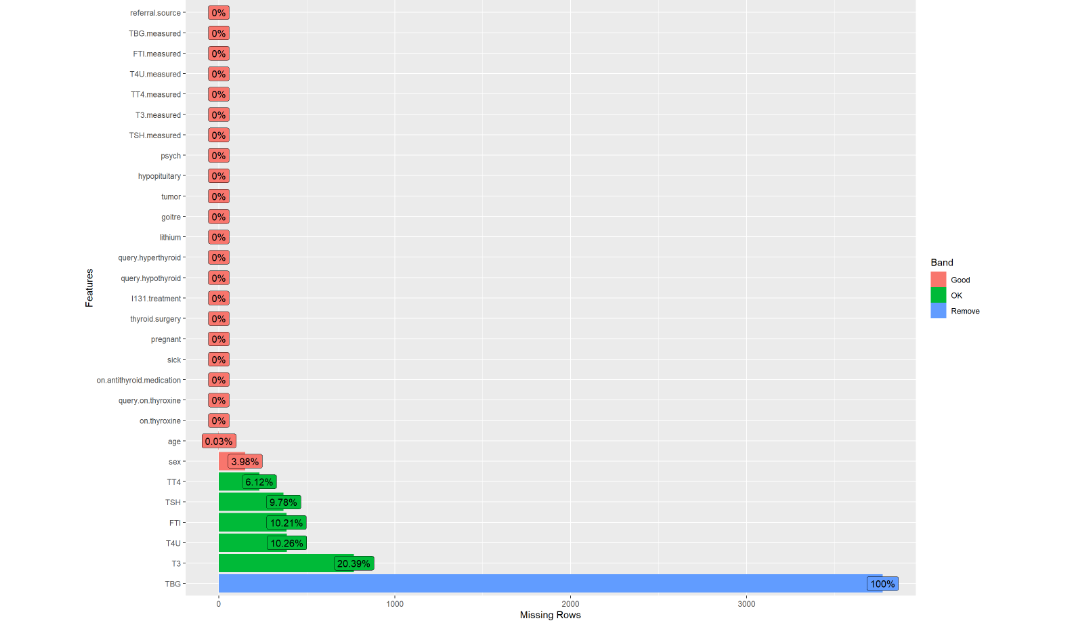 referral.source 0%
TBG.measured 0%
FTI.measured 0%
T4U.measured 0%
TT4.measured 0%
T3.measured 0%
TSH.measured 0%
psych 0%
hypopituitary 0%
tumor 0%
goitre 0%
lithium 0%
query.hyperthyroid 0%
query.hypothyroid 0%
I131.treatment 0%
thyroid.surgery 0%
pregnant 0%
sick 0%
on.antithyroid.medication 0%
query.on.thyroxine 0%
on.thyroxine 0%
age 0.03%
sex 3.98%
TT4 6.12%
TSH 9.78%
FTI 10.21%
T4U 10.26%
T3 20.39%
TBG 100%
0 1000 2000 3000
Missing Rows
Features
Band
Good
OK
Remove